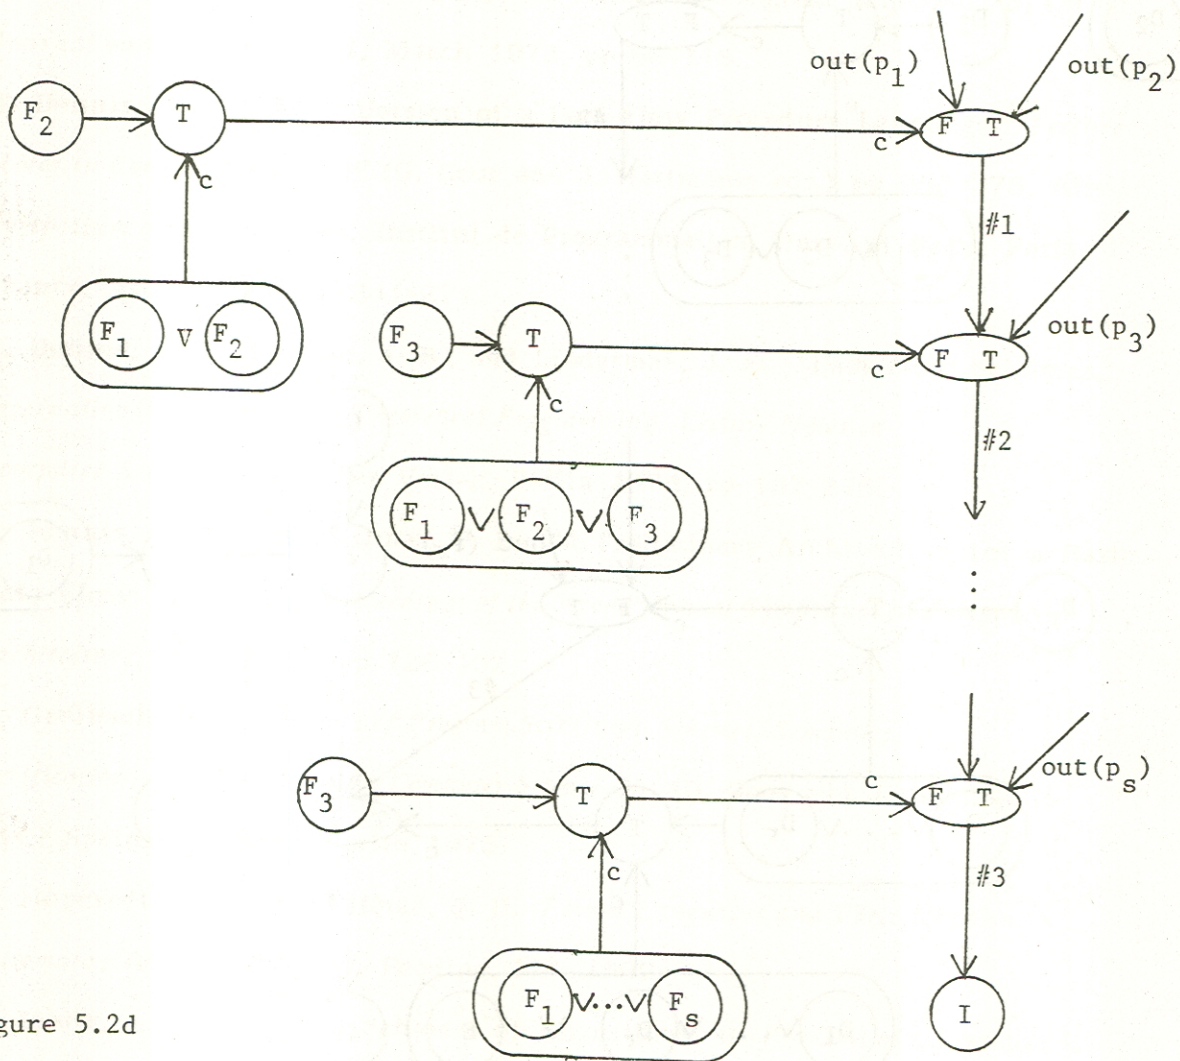 out(p1) out(p2)
F2 T F T
c
c
#1
F1 V F2
F3 T F T out(p3)
c
c
#2
F1 V F2 V F3
...
F3 T c F T out(ps)
c
#3
F1 V...V Fs
I
gure 5.2d